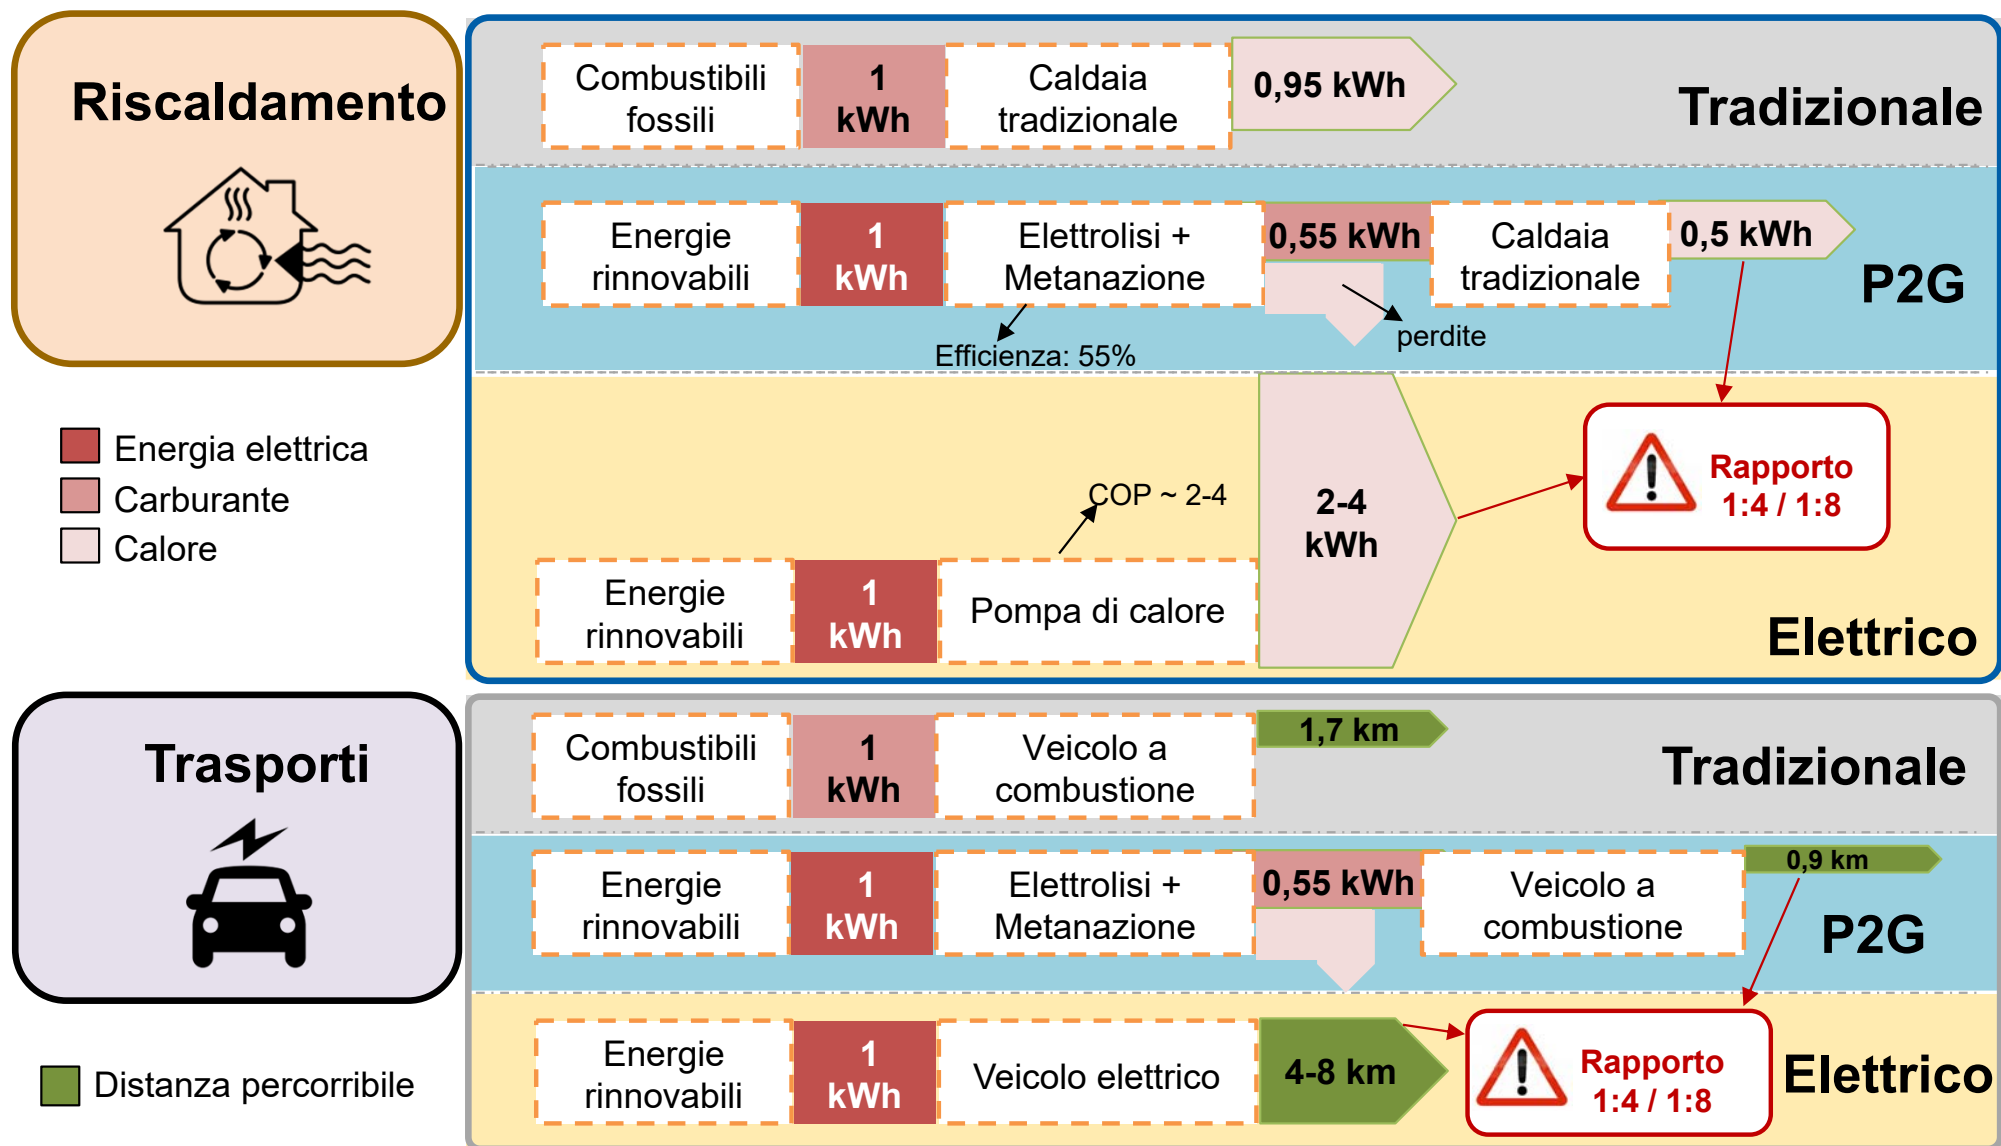 Riscaldamento
Combustibili
fossili
1
kWh
Caldaia
tradizionale
0,95 kWh
Tradizionale
Energie
rinnovabili
1
kWh
Elettrolisi +
Metanazione
0,55 kWh
Caldaia
tradizionale
0,5 kWh
P2G
perdite
Efficienza: 55%
Energia elettrica
Carburante
Calore
COP ~ 2-4
2-4
kWh
Rapporto
1:4 / 1:8
Energie
rinnovabili
1
kWh
Pompa di calore
Elettrico
Trasporti
Combustibili
fossili
1
kWh
Veicolo a
combustione
1,7 km
Tradizionale
Energie
rinnovabili
1
kWh
Elettrolisi +
Metanazione
0,55 kWh
Veicolo a
combustione
0,9 km
P2G
Distanza percorribile
Energie
rinnovabili
1
kWh
Veicolo elettrico
4-8 km
Rapporto
1:4 / 1:8
Elettrico